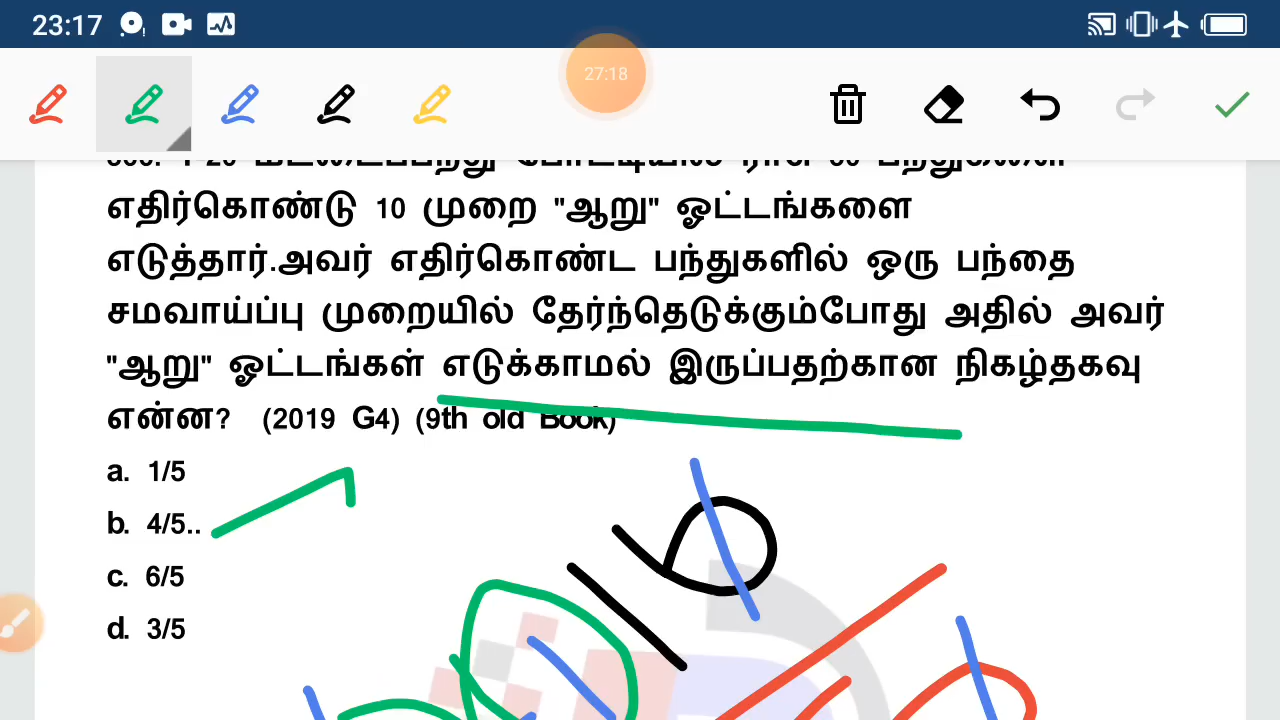 23:17
27:18
எதிர்கொண்டு 10 முறை "ஆறு" ஓட்டங்களை
எடுத்தார்.அவர் எதிர்கொண்ட பந்துகளில் ஒரு பந்தை
சமவாய்ப்பு முறையில் தேர்ந்தெடுக்கும்போது அதில் அவர்
"ஆறு" ஓட்டங்கள் எடுக்காமல் இருப்பதற்கான நிகழ்தகவு
என்ன? (2019 G4) (9th old Book)
a. 1/5
b. 4/5..
c. 6/5
d. 3/5